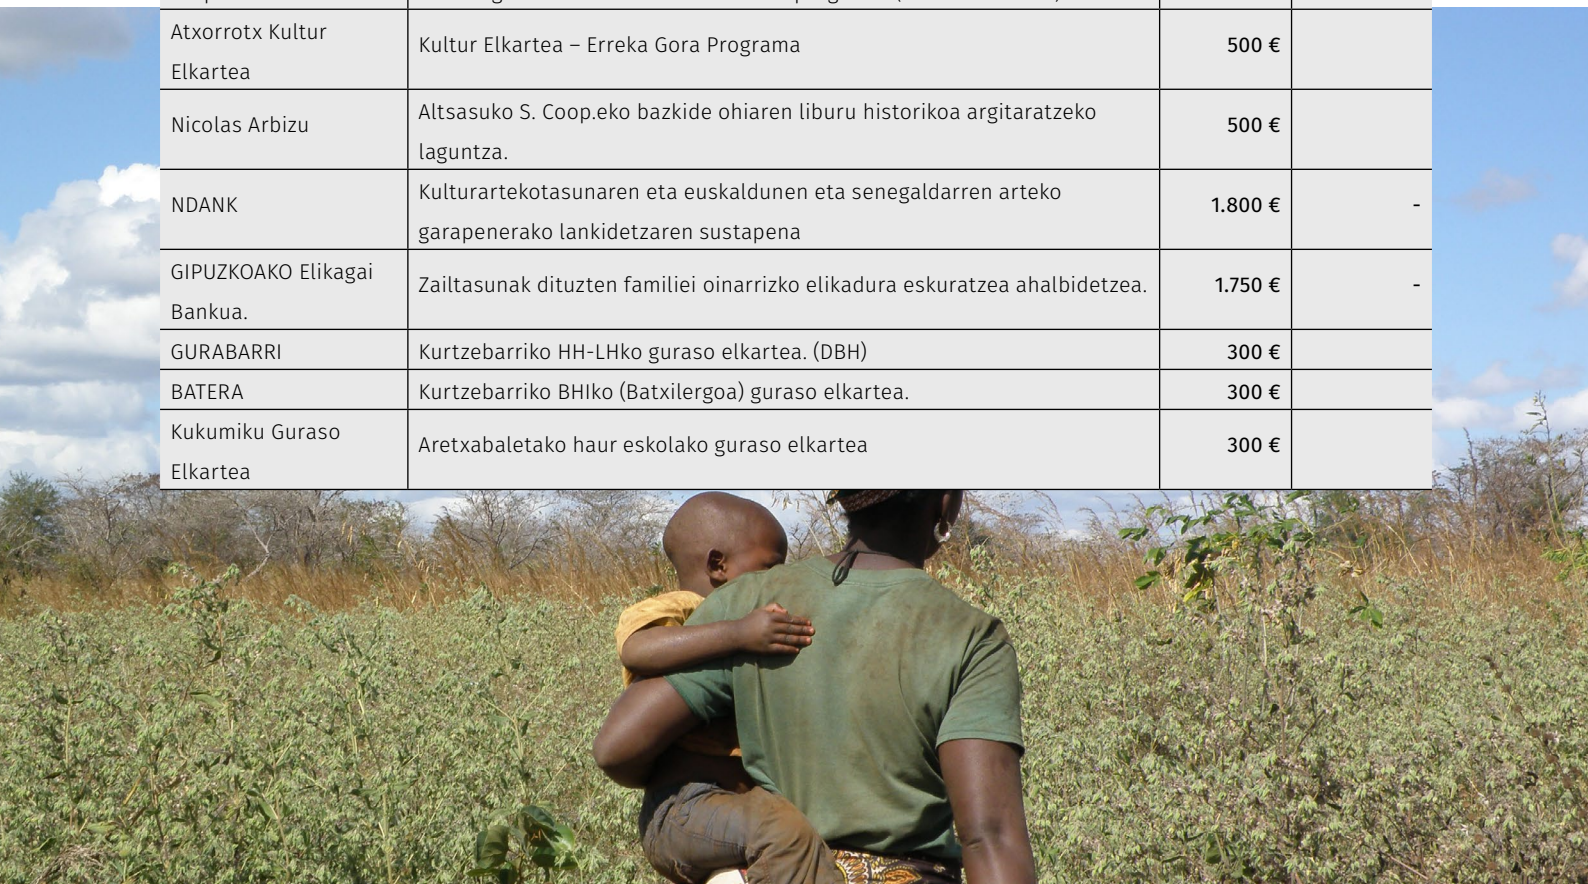 Atxorrotx Kultur
Elkartea
Kultur Elkartea – Erreka Gora Programa
500 €
Nicolas Arbizu
Altsasuko S. Coop.eko bazkide ohiaren liburu historikoa argitaratzeko
laguntza.
500 €
NDANK
Kulturartekotasunaren eta euskaldunen eta senegaldarren arteko
garapenerako lankidetzaren sustapena
1.800 €
-
GIPUZKOAKO Elikagai
Bankua.
Zailtasunak dituzten familiei oinarrizko elikadura eskuratzea ahalbidetzea.
1.750 €
-
GURABARRI
Kurtzebarriko HH-LHko guraso elkartea. (DBH)
300 €
BATERA
Kurtzebarriko BHIko (Batxilergoa) guraso elkartea.
300 €
Kukumiku Guraso
Elkartea
Aretxabaletako haur eskolako guraso elkartea
300 €